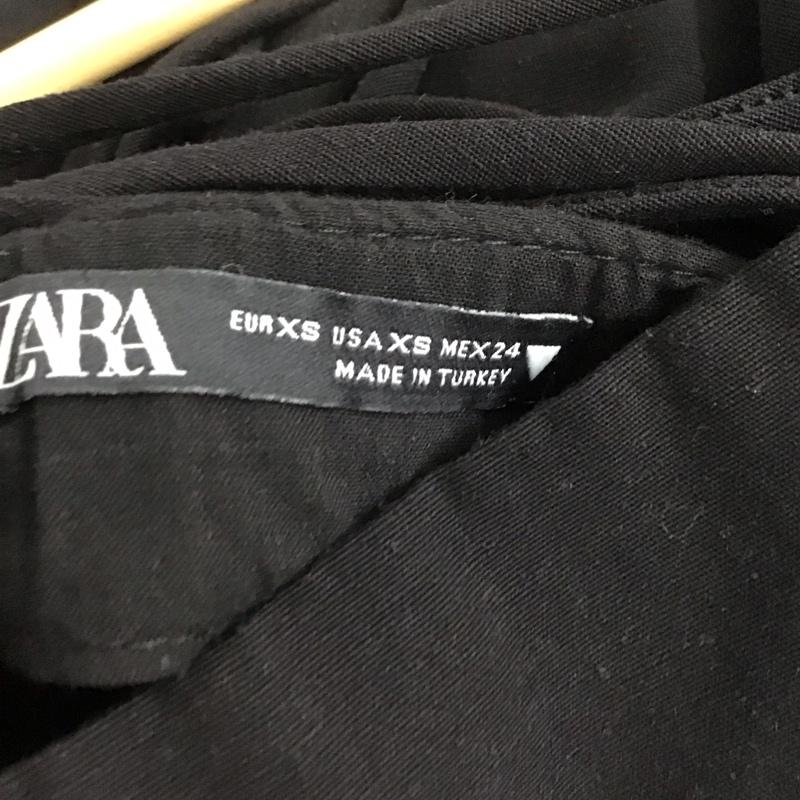 ZARA
EUR XS USA XS MEX 24
MADE IN TURKEY